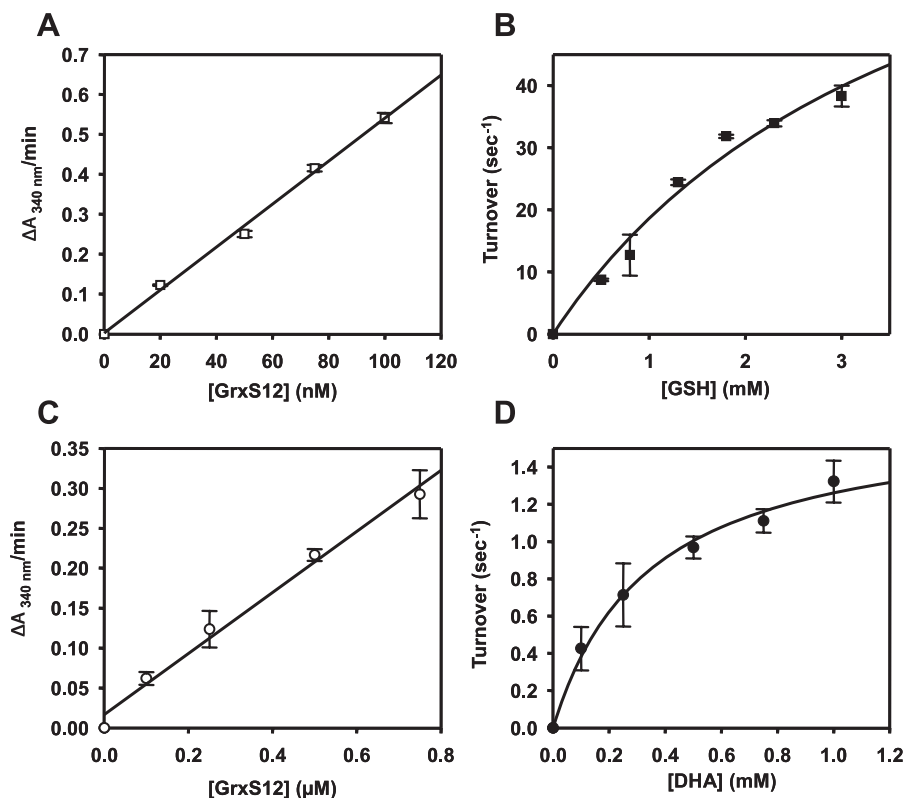 A
0.7
0.6
0.5
0.4
0.3
0.2
0.1
0.0
ΔA 340 nm/min
0 20 40 60 80 100 120
[GrxS12] (nM)
B
40
30
20
10
0
Turnover (sec-1)
0 1 2 3
[GSH] (mM)
C
0.35
0.30
0.25
0.20
0.15
0.10
0.05
0.00
ΔA 340 nm/min
0.0 0.2 0.4 0.6 0.8
[GrxS12] (µM)
D
1.4
1.2
1.0
0.8
0.6
0.4
0.2
0.0
Turnover (sec-1)
0.0 0.2 0.4 0.6 0.8 1.0 1.2
[DHA] (mM)